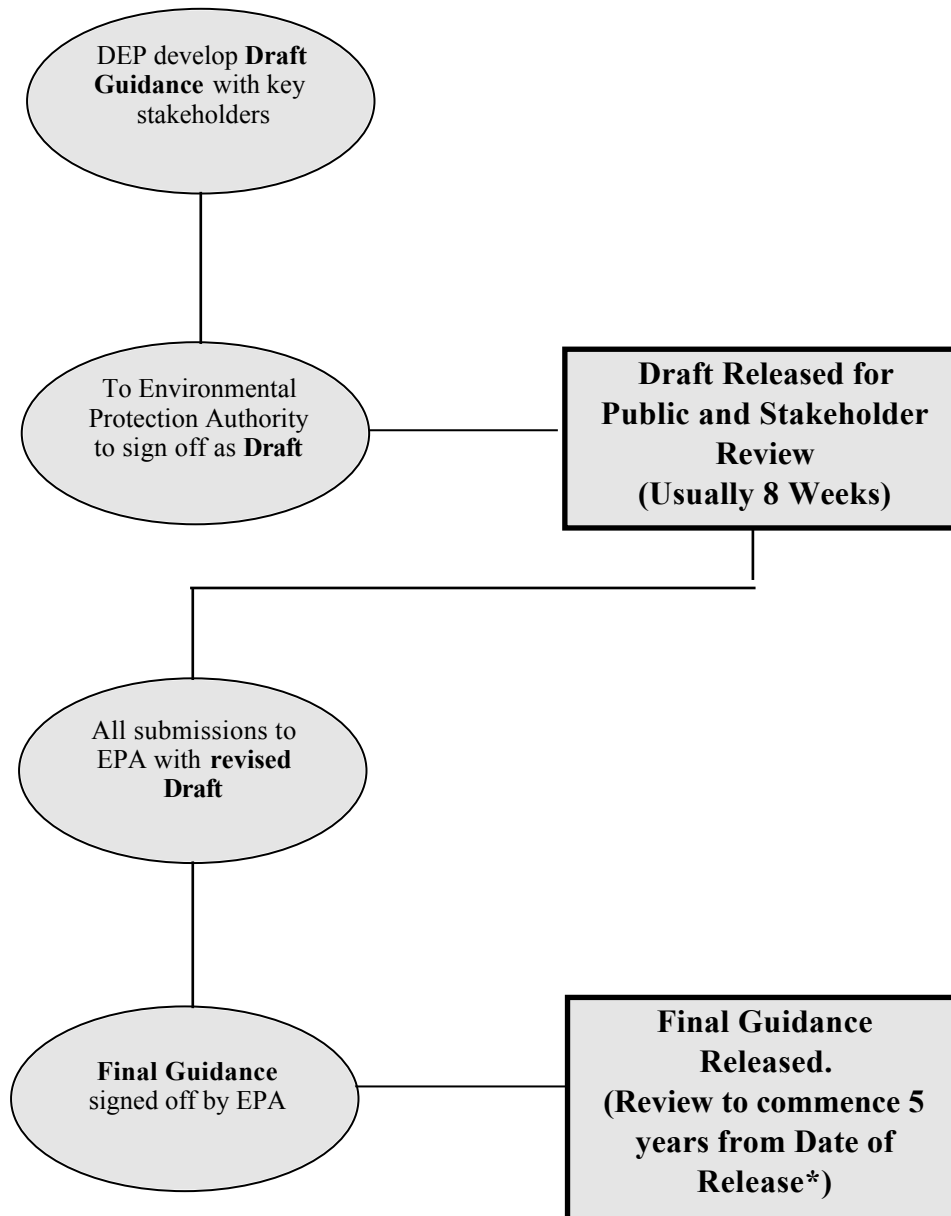 DEP develop Draft
Guidance with key
stakeholders
To Environmental
Protection Authority
to sign off as Draft
Draft Released for
Public and Stakeholder
Review
(Usually 8 Weeks)
All submissions to
EPA with revised
Draft
Final Guidance
signed off by EPA
Final Guidance
Released.
(Review to commence 5
years from Date of
Release*)